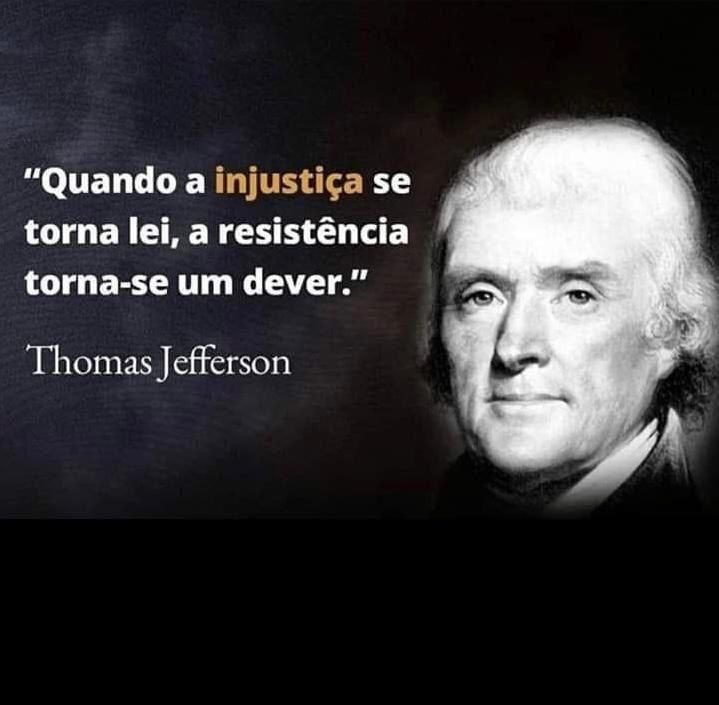 “Quando a injustiça se
torna lei, a resistência
torna-se um dever.”
Thomas Jefferson